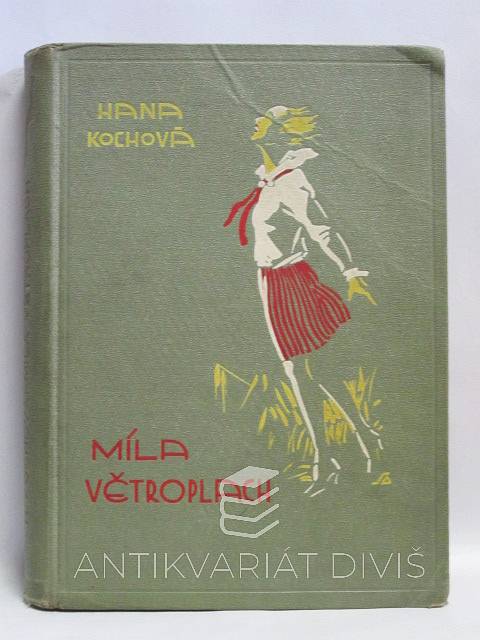 HANA
KOCHOVÁ
MÍLA
VĚTROPLACH
ANTIKVARIÁT DIVIŠ